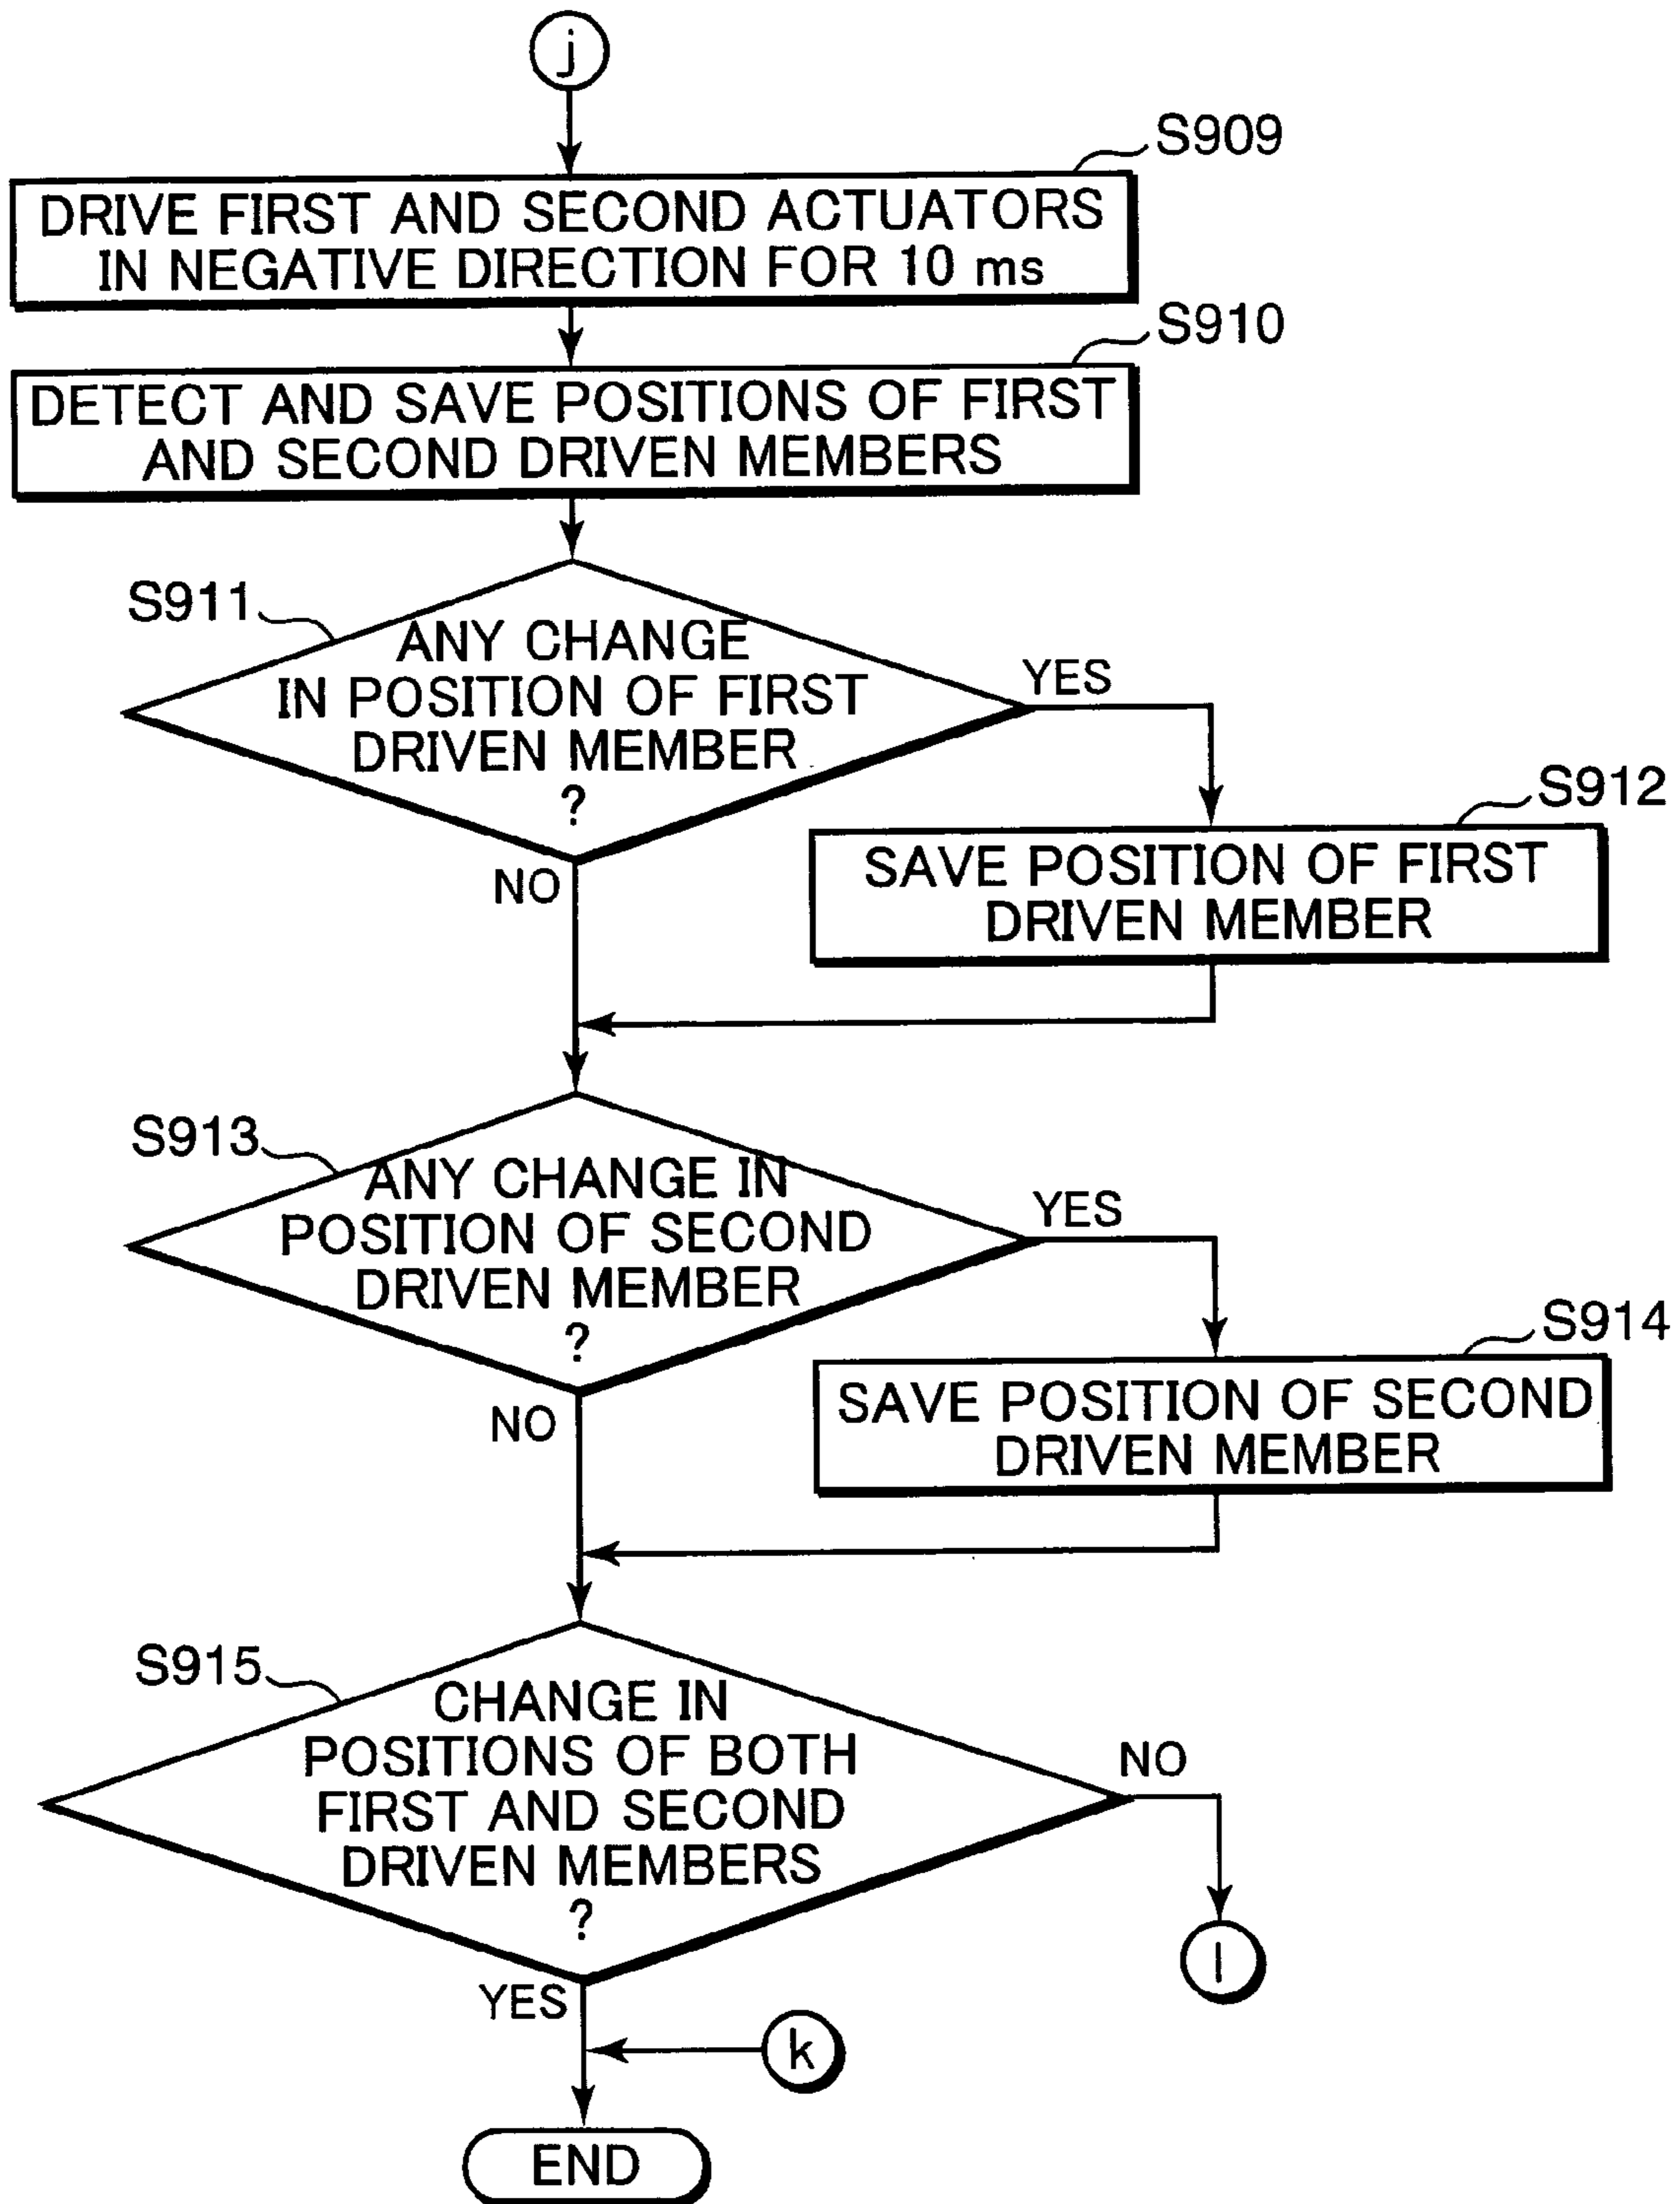 j
S909
DRIVE FIRST AND SECOND ACTUATORS
IN NEGATIVE DIRECTION FOR 10 ms
S910
DETECT AND SAVE POSITIONS OF FIRST
AND SECOND DRIVEN MEMBERS
S911
ANY CHANGE
IN POSITION OF FIRST
DRIVEN MEMBER
?
YES
NO
S912
SAVE POSITION OF FIRST
DRIVEN MEMBER
S913
ANY CHANGE IN
POSITION OF SECOND
DRIVEN MEMBER
?
YES
NO
S914
SAVE POSITION OF SECOND
DRIVEN MEMBER
S915
CHANGE IN
POSITIONS OF BOTH
FIRST AND SECOND
DRIVEN MEMBERS
?
NO
l
YES
k
END